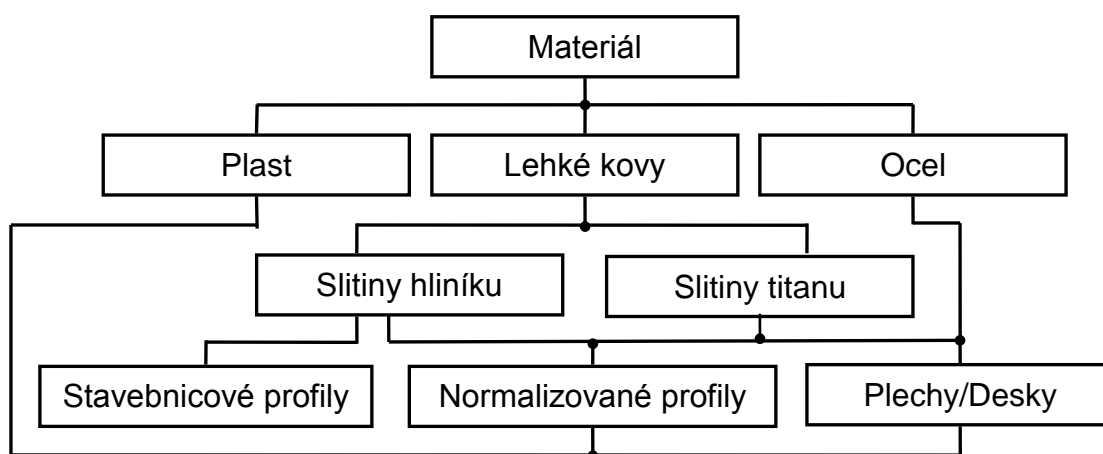 Materiál
Plast
Lehké kovy
Ocel
Slitiny hliníku
Slitiny titanu
Stavebnicové profily
Normalizované profily
Plechy/Desky